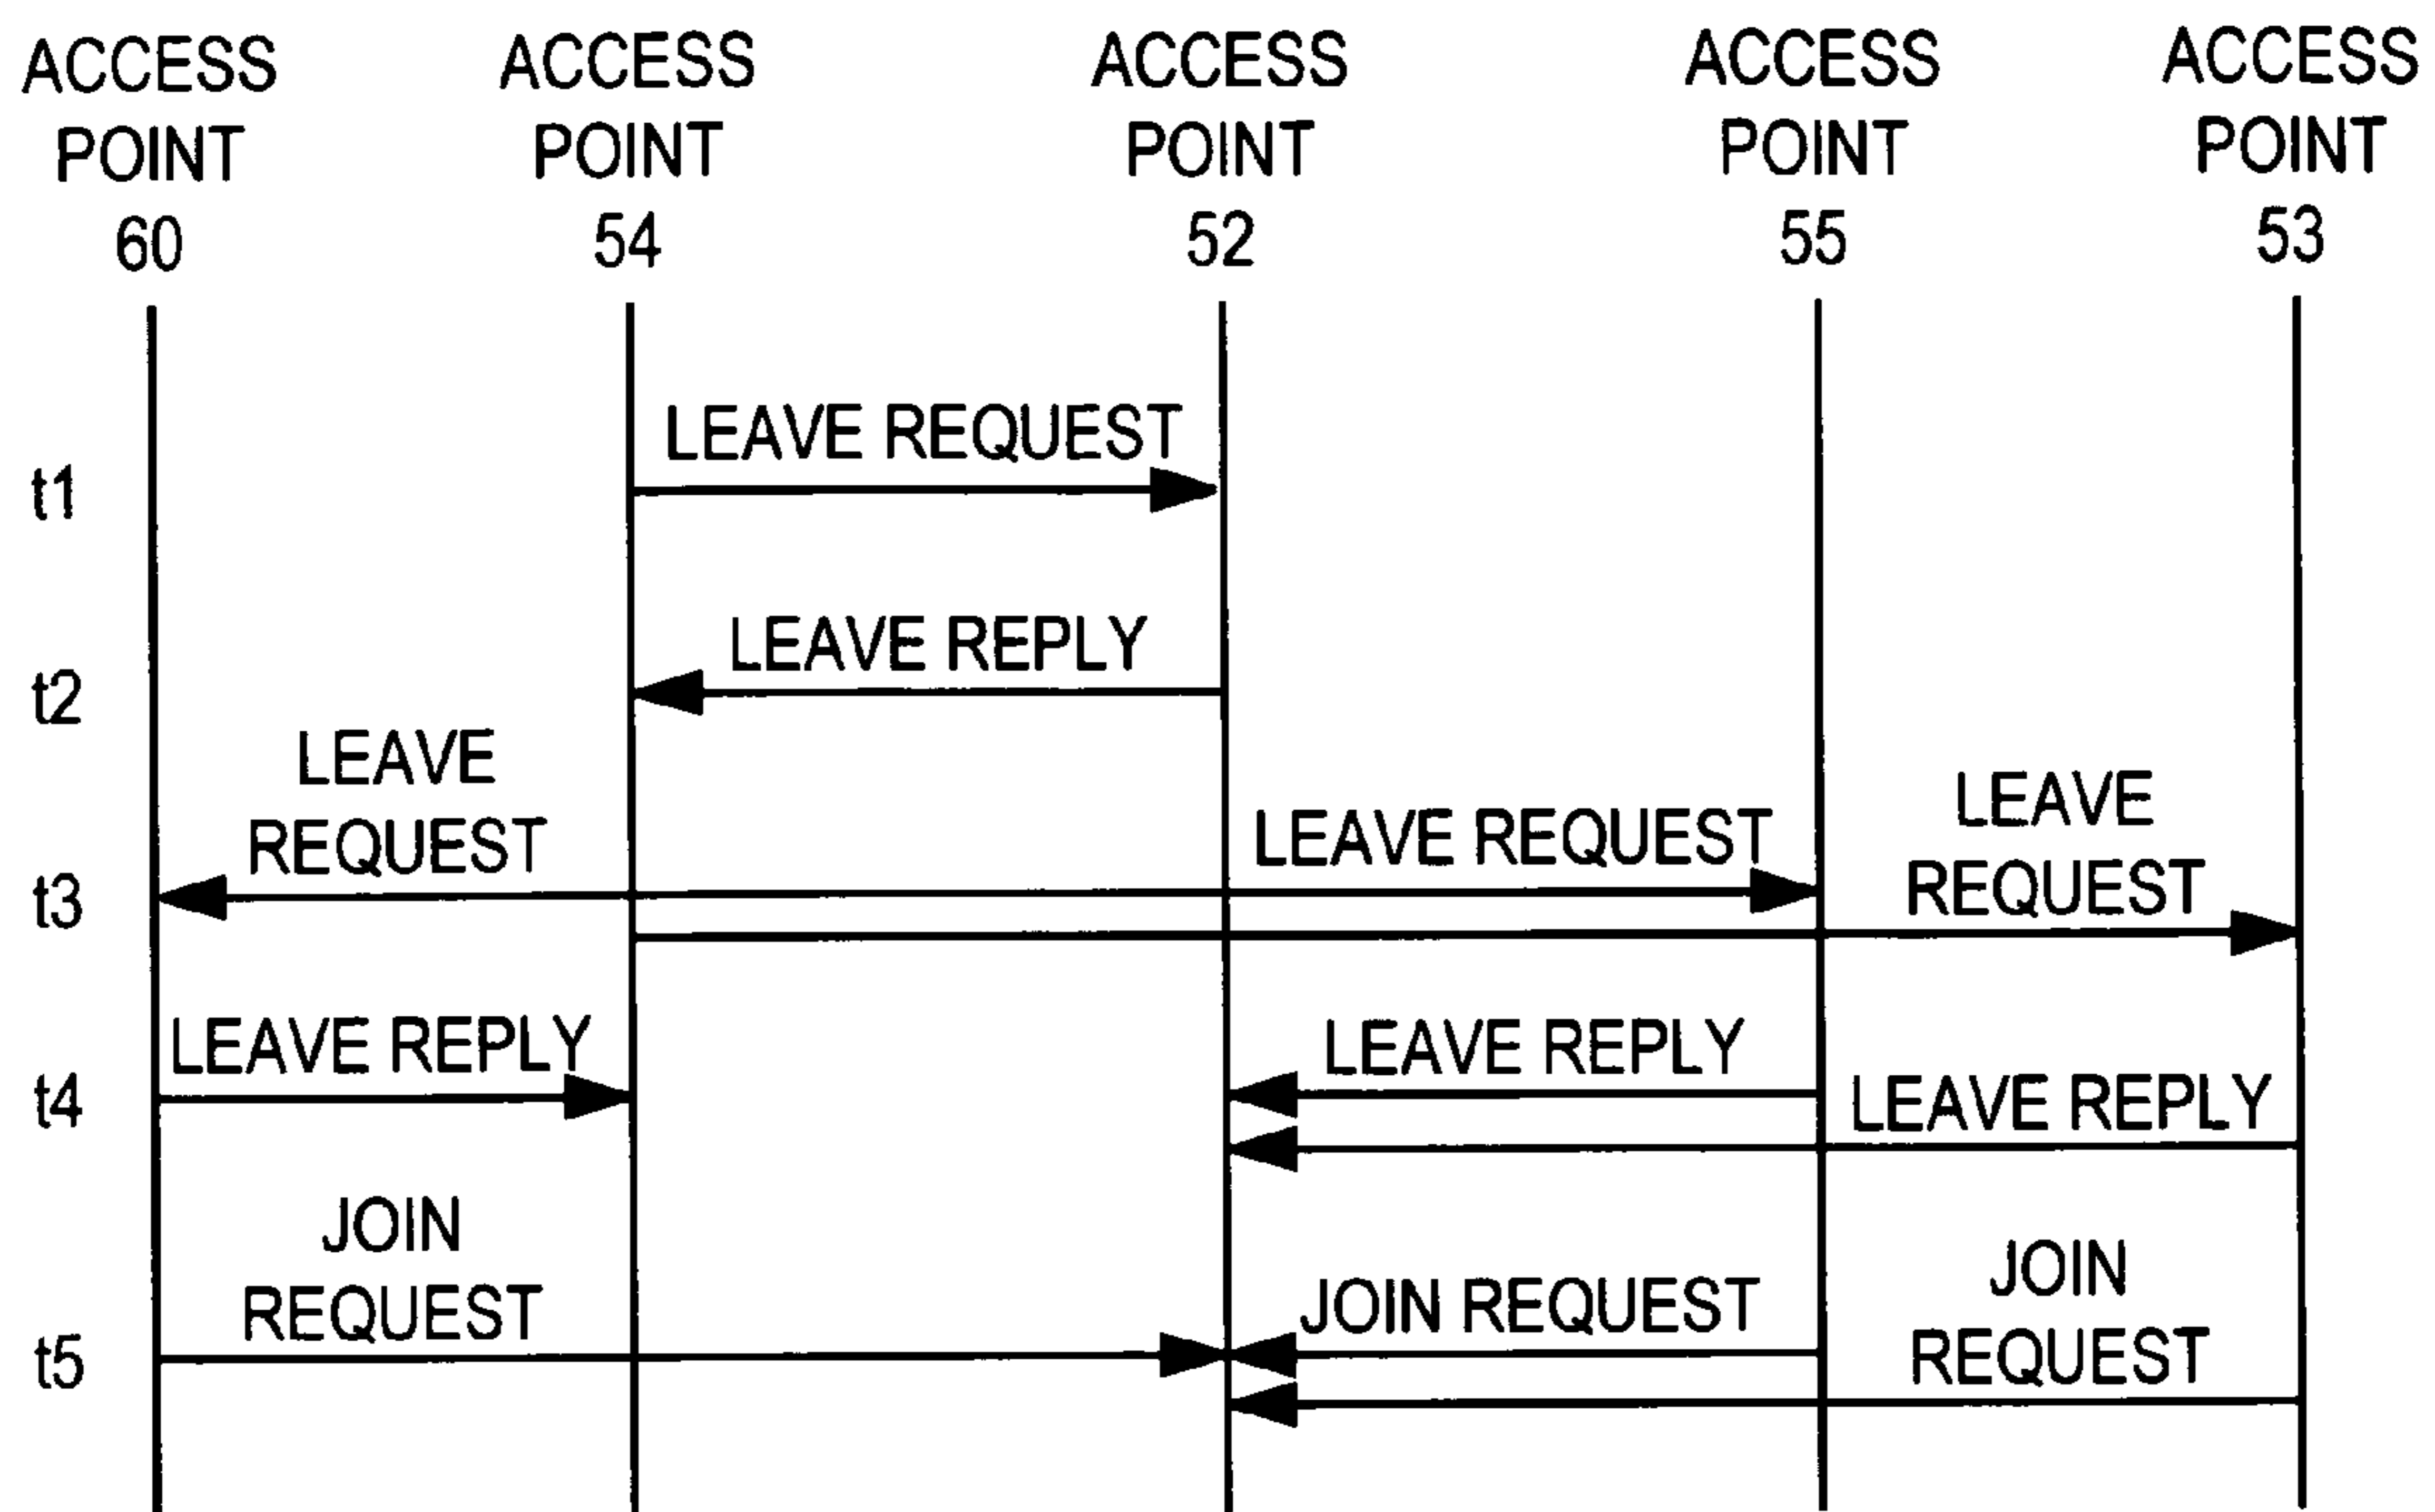 ACCESS
POINT
60
ACCESS
POINT
54
ACCESS
POINT
52
ACCESS
POINT
55
ACCESS
POINT
53
t1
LEAVE REQUEST
t2
LEAVE REPLY
t3
LEAVE
REQUEST
LEAVE REQUEST
LEAVE
REQUEST
t4
LEAVE REPLY
LEAVE REPLY
LEAVE REPLY
t5
JOIN
REQUEST
JOIN REQUEST
JOIN
REQUEST